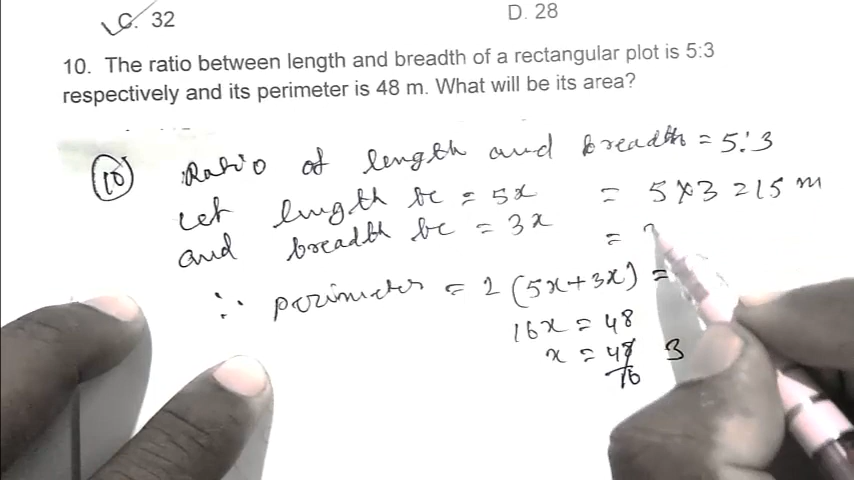 C. 32
D. 28
10. The ratio between length and breadth of a rectangular plot is 5:3
respectively and its perimeter is 48 m. What will be its area?
(10) Ratio of length and breadth = 5:3
Let length be = 5x = 5×3 = 15 m
and breadth be = 3x =
∴ perimeter = 2 (5x+3x) =
16x = 48
x = 48/16 3